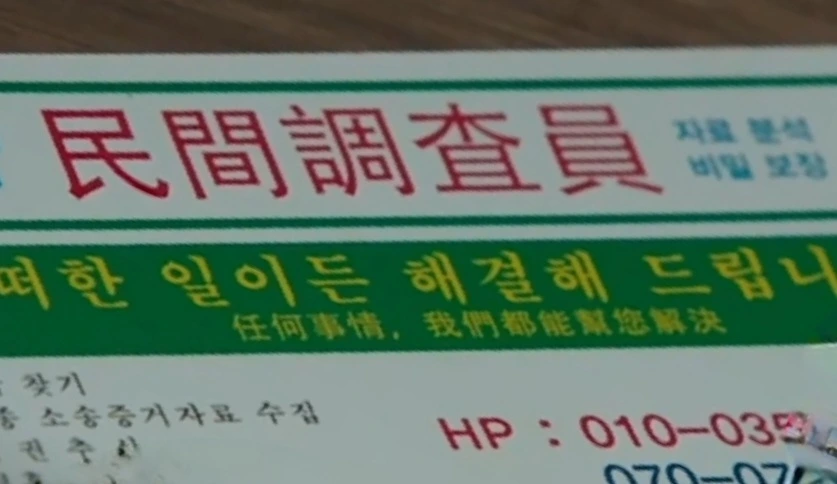 民間調査員
자료 분석
비밀 보장
떠한 일이든 해결해 드립니
任何事情, 我們都能幫您解決
찾기
소송증거자료 수집
HP : 010-035
070-07